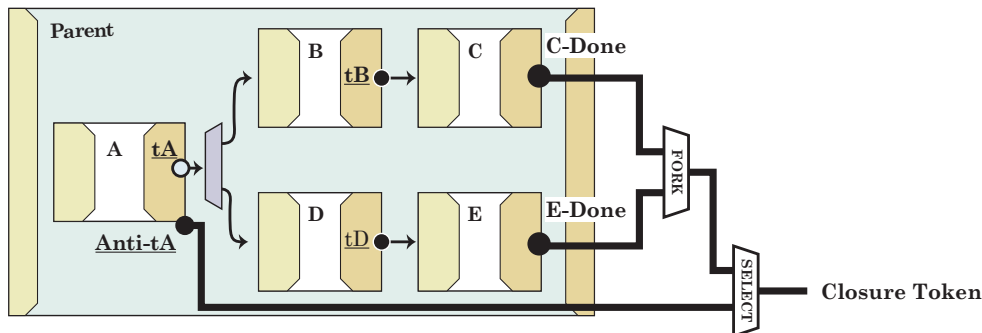 Parent
B
tB
C
C-Done
A
tA
FORK
D
tD
E
E-Done
Anti-tA
SELECT
Closure Token